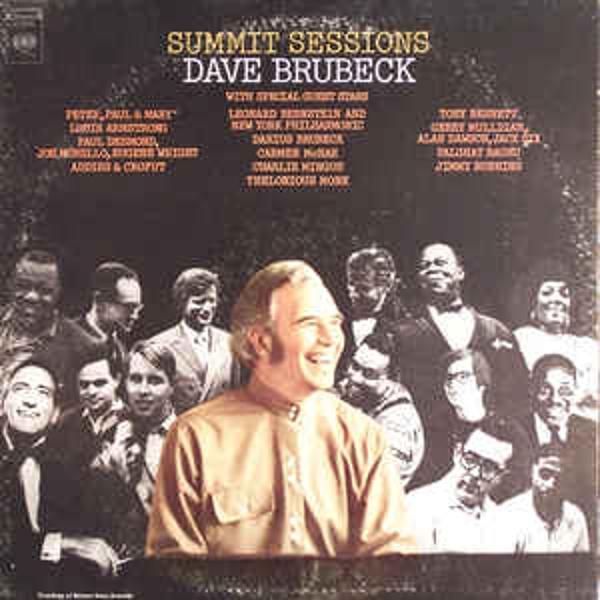 SUMMIT SESSIONS
DAVE BRUBECK
WITH SPECIAL GUEST STARS
PETER, PAUL & MARY
LOUIS ARMSTRONG
PAUL DESMOND,
JOE MORELLO, EUGENE WRIGHT
ADDISS & CROFUT
LEONARD BERNSTEIN AND
NEW YORK PHILHARMONIC
DARIUS BRUBECK
CARMEN McRAE
CHARLIE MINGUS
THELONIOUS MONK
TONY BENNETT
GERRY MULLIGAN,
ALAN DAWSON, JACK SIX
PALGHAT RAGHU
JIMMY RUSHING